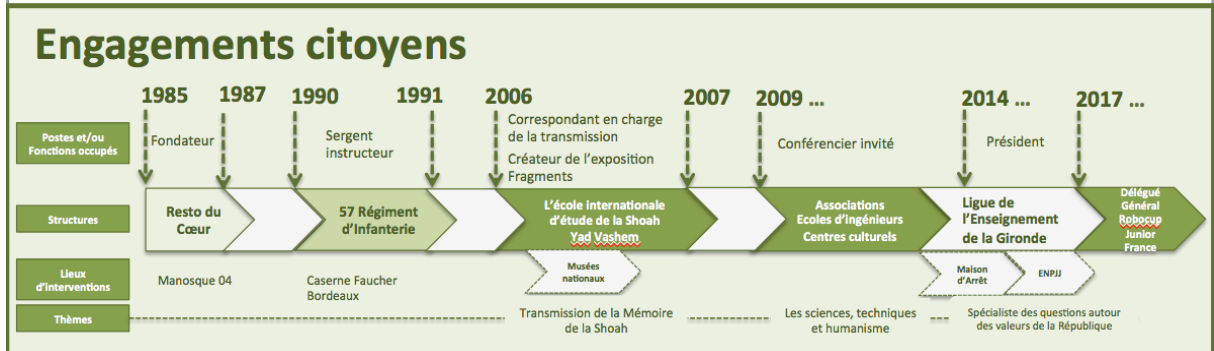 Engagements citoyens
1985
1987
1990
1991
2006
2007
2009 ...
2014 ...
2017 ...
Postes et/ou
Fonctions occupés
Fondateur
Sergent
instructeur
Correspondant en charge
de la transmission
Créateur de l'exposition
Fragments
Conférencier invité
Président
Structures
Resto du
Cœur
57 Régiment
d'Infanterie
L'école internationale
d'étude de la Shoah
Yad Vashem
Associations
Ecoles d'ingénieurs
Centres culturels
Ligue de
l'Enseignement
de la Gironde
Délégué
Général
Robocup
Junior
France
Lieux
d'interventions
Manosque 04
Caserne Faucher
Bordeaux
Musées
nationaux
Maison
d'Arrêt
ENPJJ
Thèmes
Transmission de la Mémoire
de la Shoah
Les sciences, techniques
et humanisme
Spécialiste des questions autour
des valeurs de la République